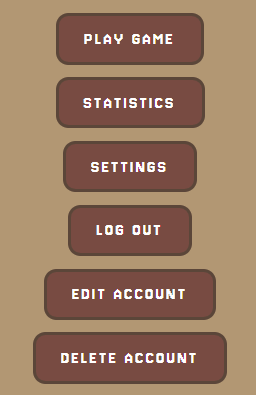 PLAY GAME
STATISTICS
SETTINGS
LOG OUT
EDIT ACCOUNT
DELETE ACCOUNT